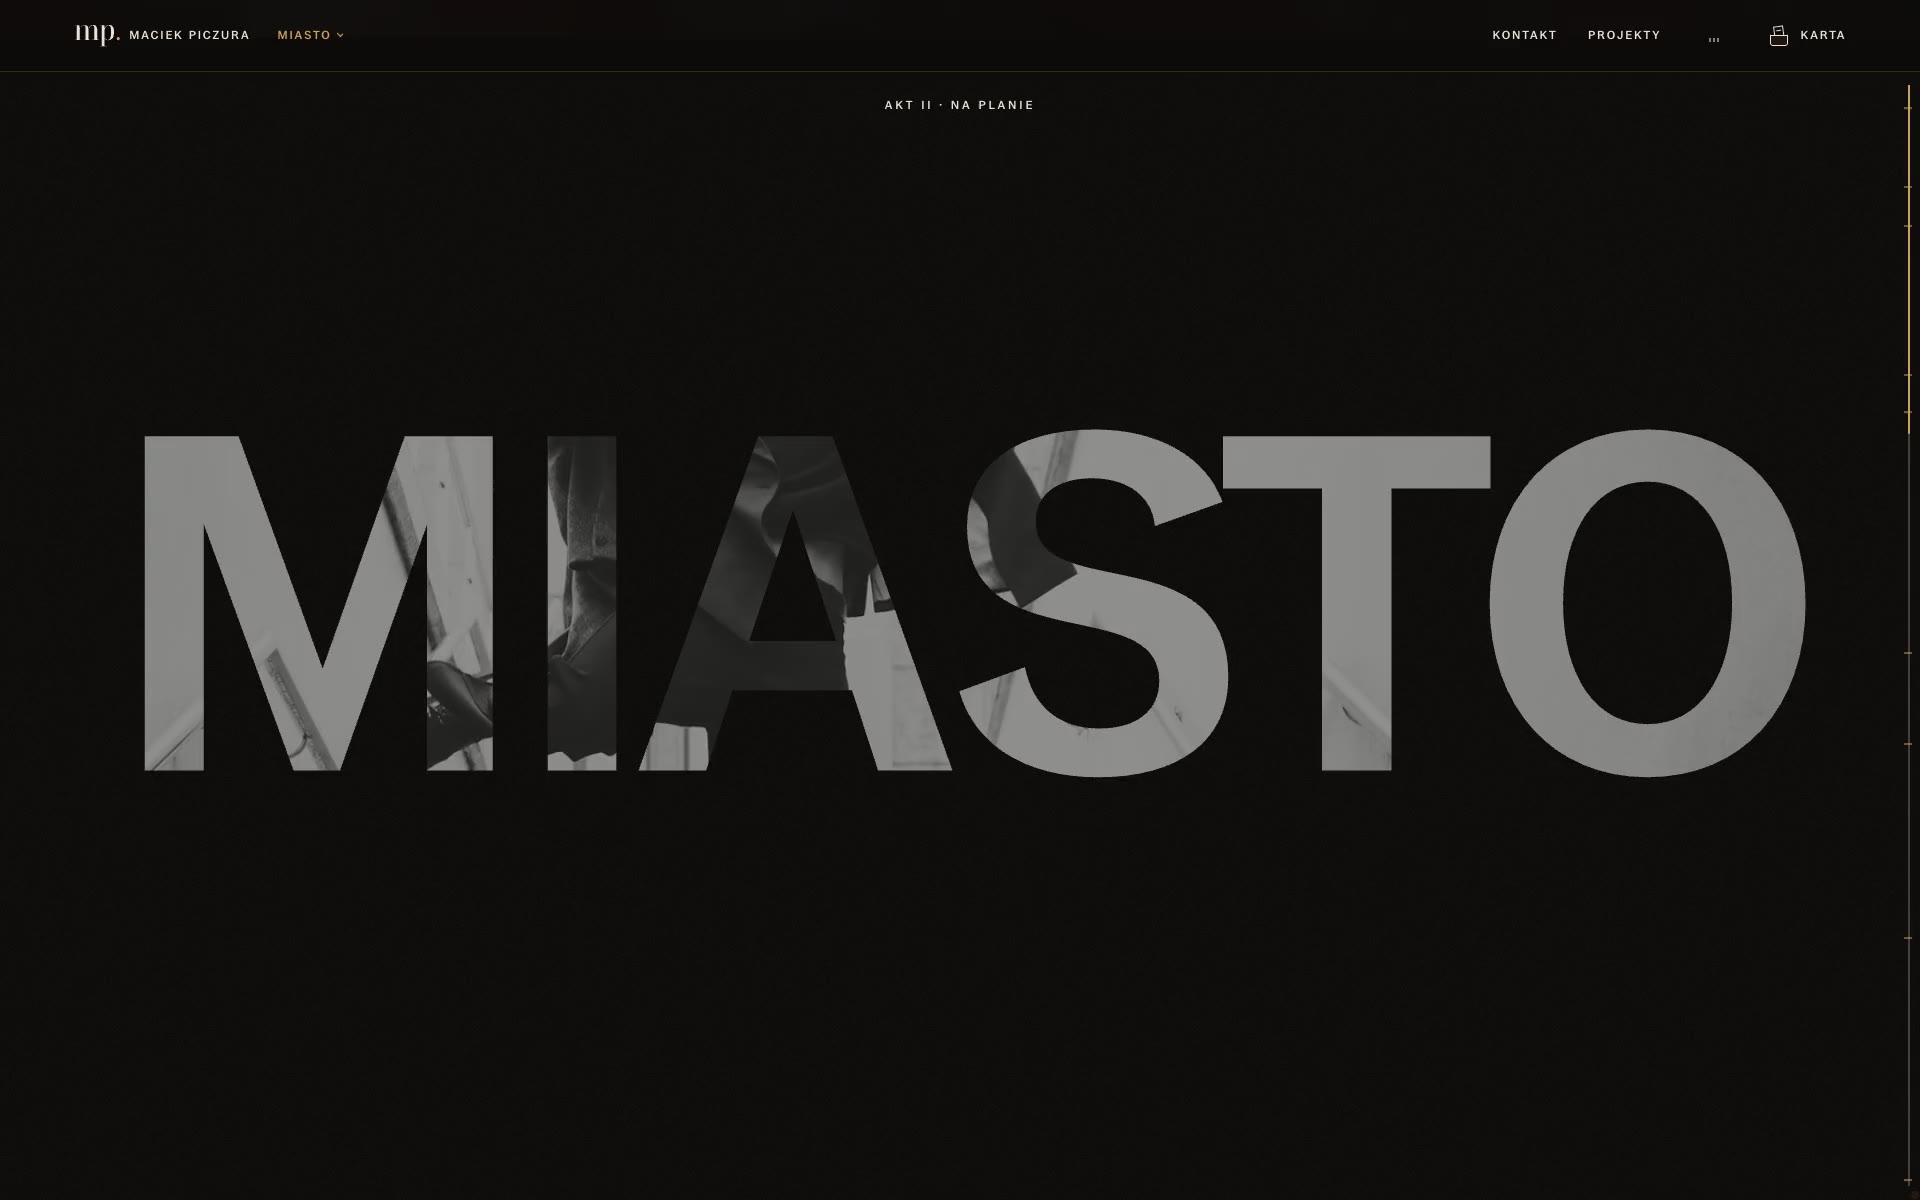 mp. MACIEK PICZURA MIASTO KONTAKT PROJEKTY KARTA
AKT II · NA PLANIE
MIASTO